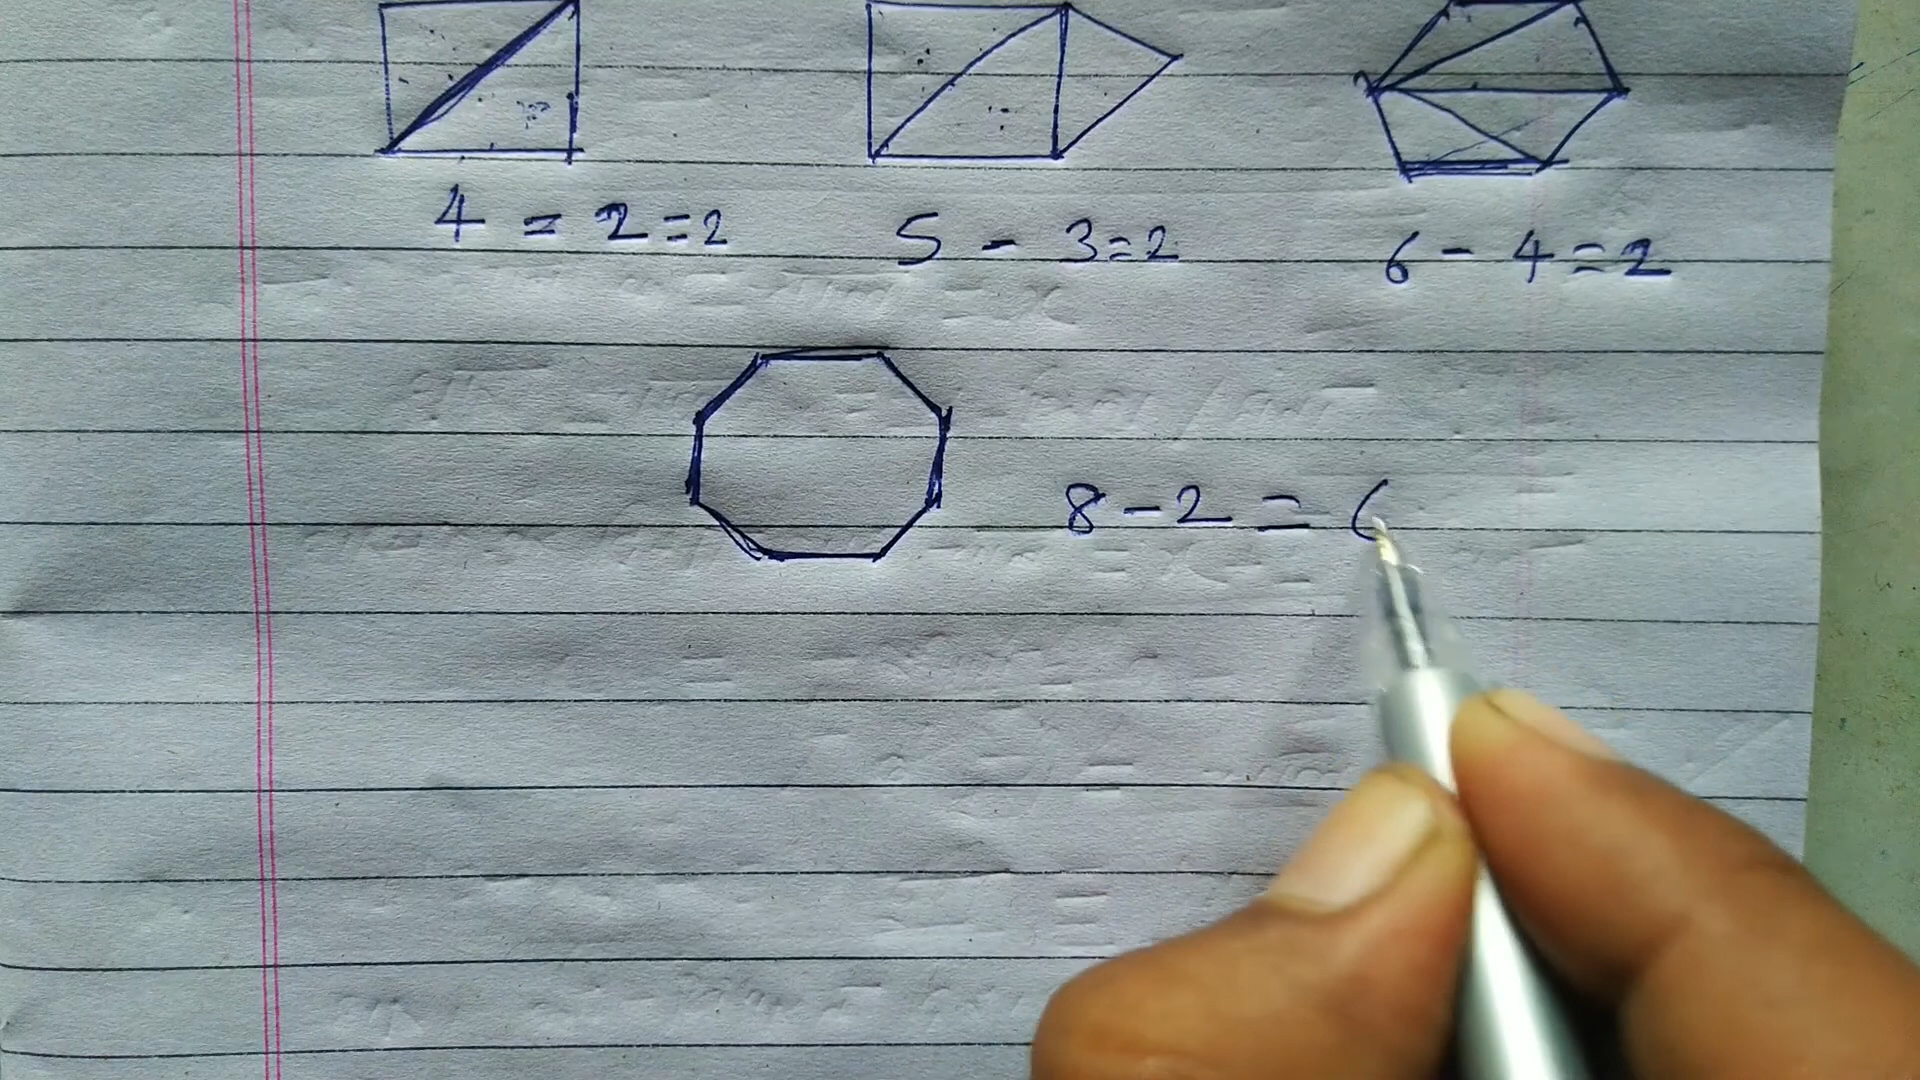 4 = 2=2 5 - 3=2 6 - 4=2
8-2 = 6